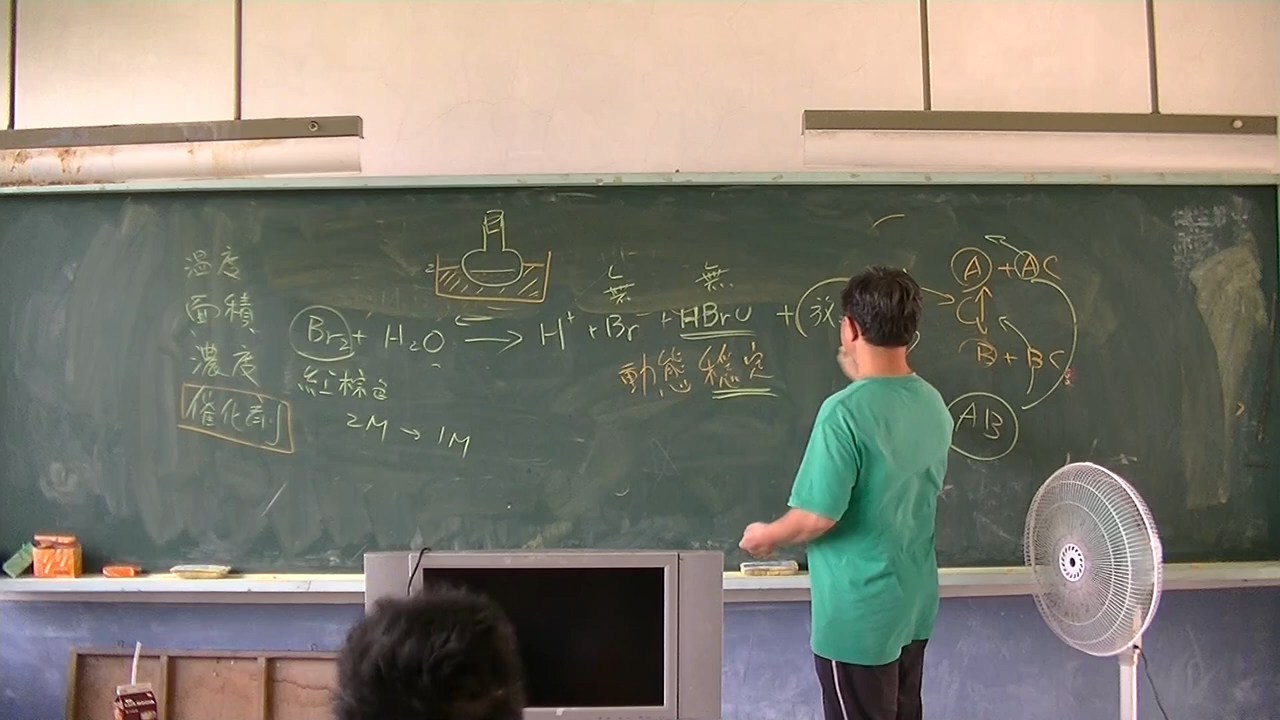 溫度
面積
濃度
催化劑
Br₂ + H₂O → H⁺ + Br⁻ + HBrO + (放
無 無
紅棕色
2M → 1M
動態穩定
A + AC
C
B + BC
AB